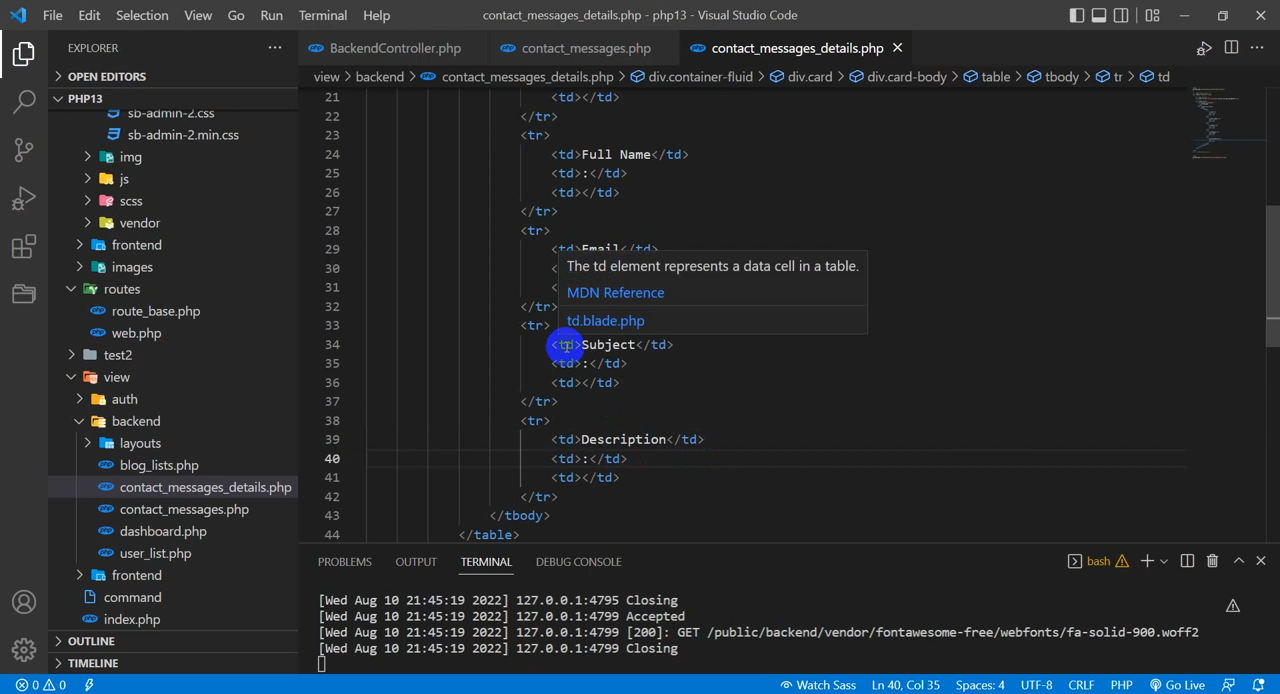 File Edit Selection View Go Run Terminal Help
contact_messages_details.php - php13 - Visual Studio Code
EXPLORER
OPEN EDITORS
PHP13
sb-admin-2.css
sb-admin-2.min.css
img
js
scss
vendor
frontend
images
routes
route_base.php
web.php
test2
view
auth
backend
layouts
blog_lists.php
contact_messages_details.php
contact_messages.php
dashboard.php
user_list.php
frontend
command
index.php
OUTLINE
TIMELINE
BackendController.php contact_messages.php contact_messages_details.php
view > backend > contact_messages_details.php > div.container-fluid > div.card > div.card-body > table > tbody > tr > td
21 <td></td>
22 </tr>
23 <tr>
24 <td>Full Name</td>
25 <td>:</td>
26 <td></td>
27 </tr>
28 <tr>
29 <td>Email</td>
30
31
32 </tr>
33 <tr>
34 <td>Subject</td>
35 <td>:</td>
36 <td></td>
37 </tr>
38 <tr>
39 <td>Description</td>
40 <td>:</td>
41 <td></td>
42 </tr>
43 </tbody>
44 </table>
The td element represents a data cell in a table.
MDN Reference
td.blade.php
PROBLEMS OUTPUT TERMINAL DEBUG CONSOLE
bash
[Wed Aug 10 21:45:19 2022] 127.0.0.1:4795 Closing
[Wed Aug 10 21:45:19 2022] 127.0.0.1:4799 Accepted
[Wed Aug 10 21:45:19 2022] 127.0.0.1:4799 [200]: GET /public/backend/vendor/fontawesome-free/webfonts/fa-solid-900.woff2
[Wed Aug 10 21:45:19 2022] 127.0.0.1:4799 Closing
0 0 Watch Sass Ln 40, Col 35 Spaces: 4 UTF-8 CRLF PHP Go Live